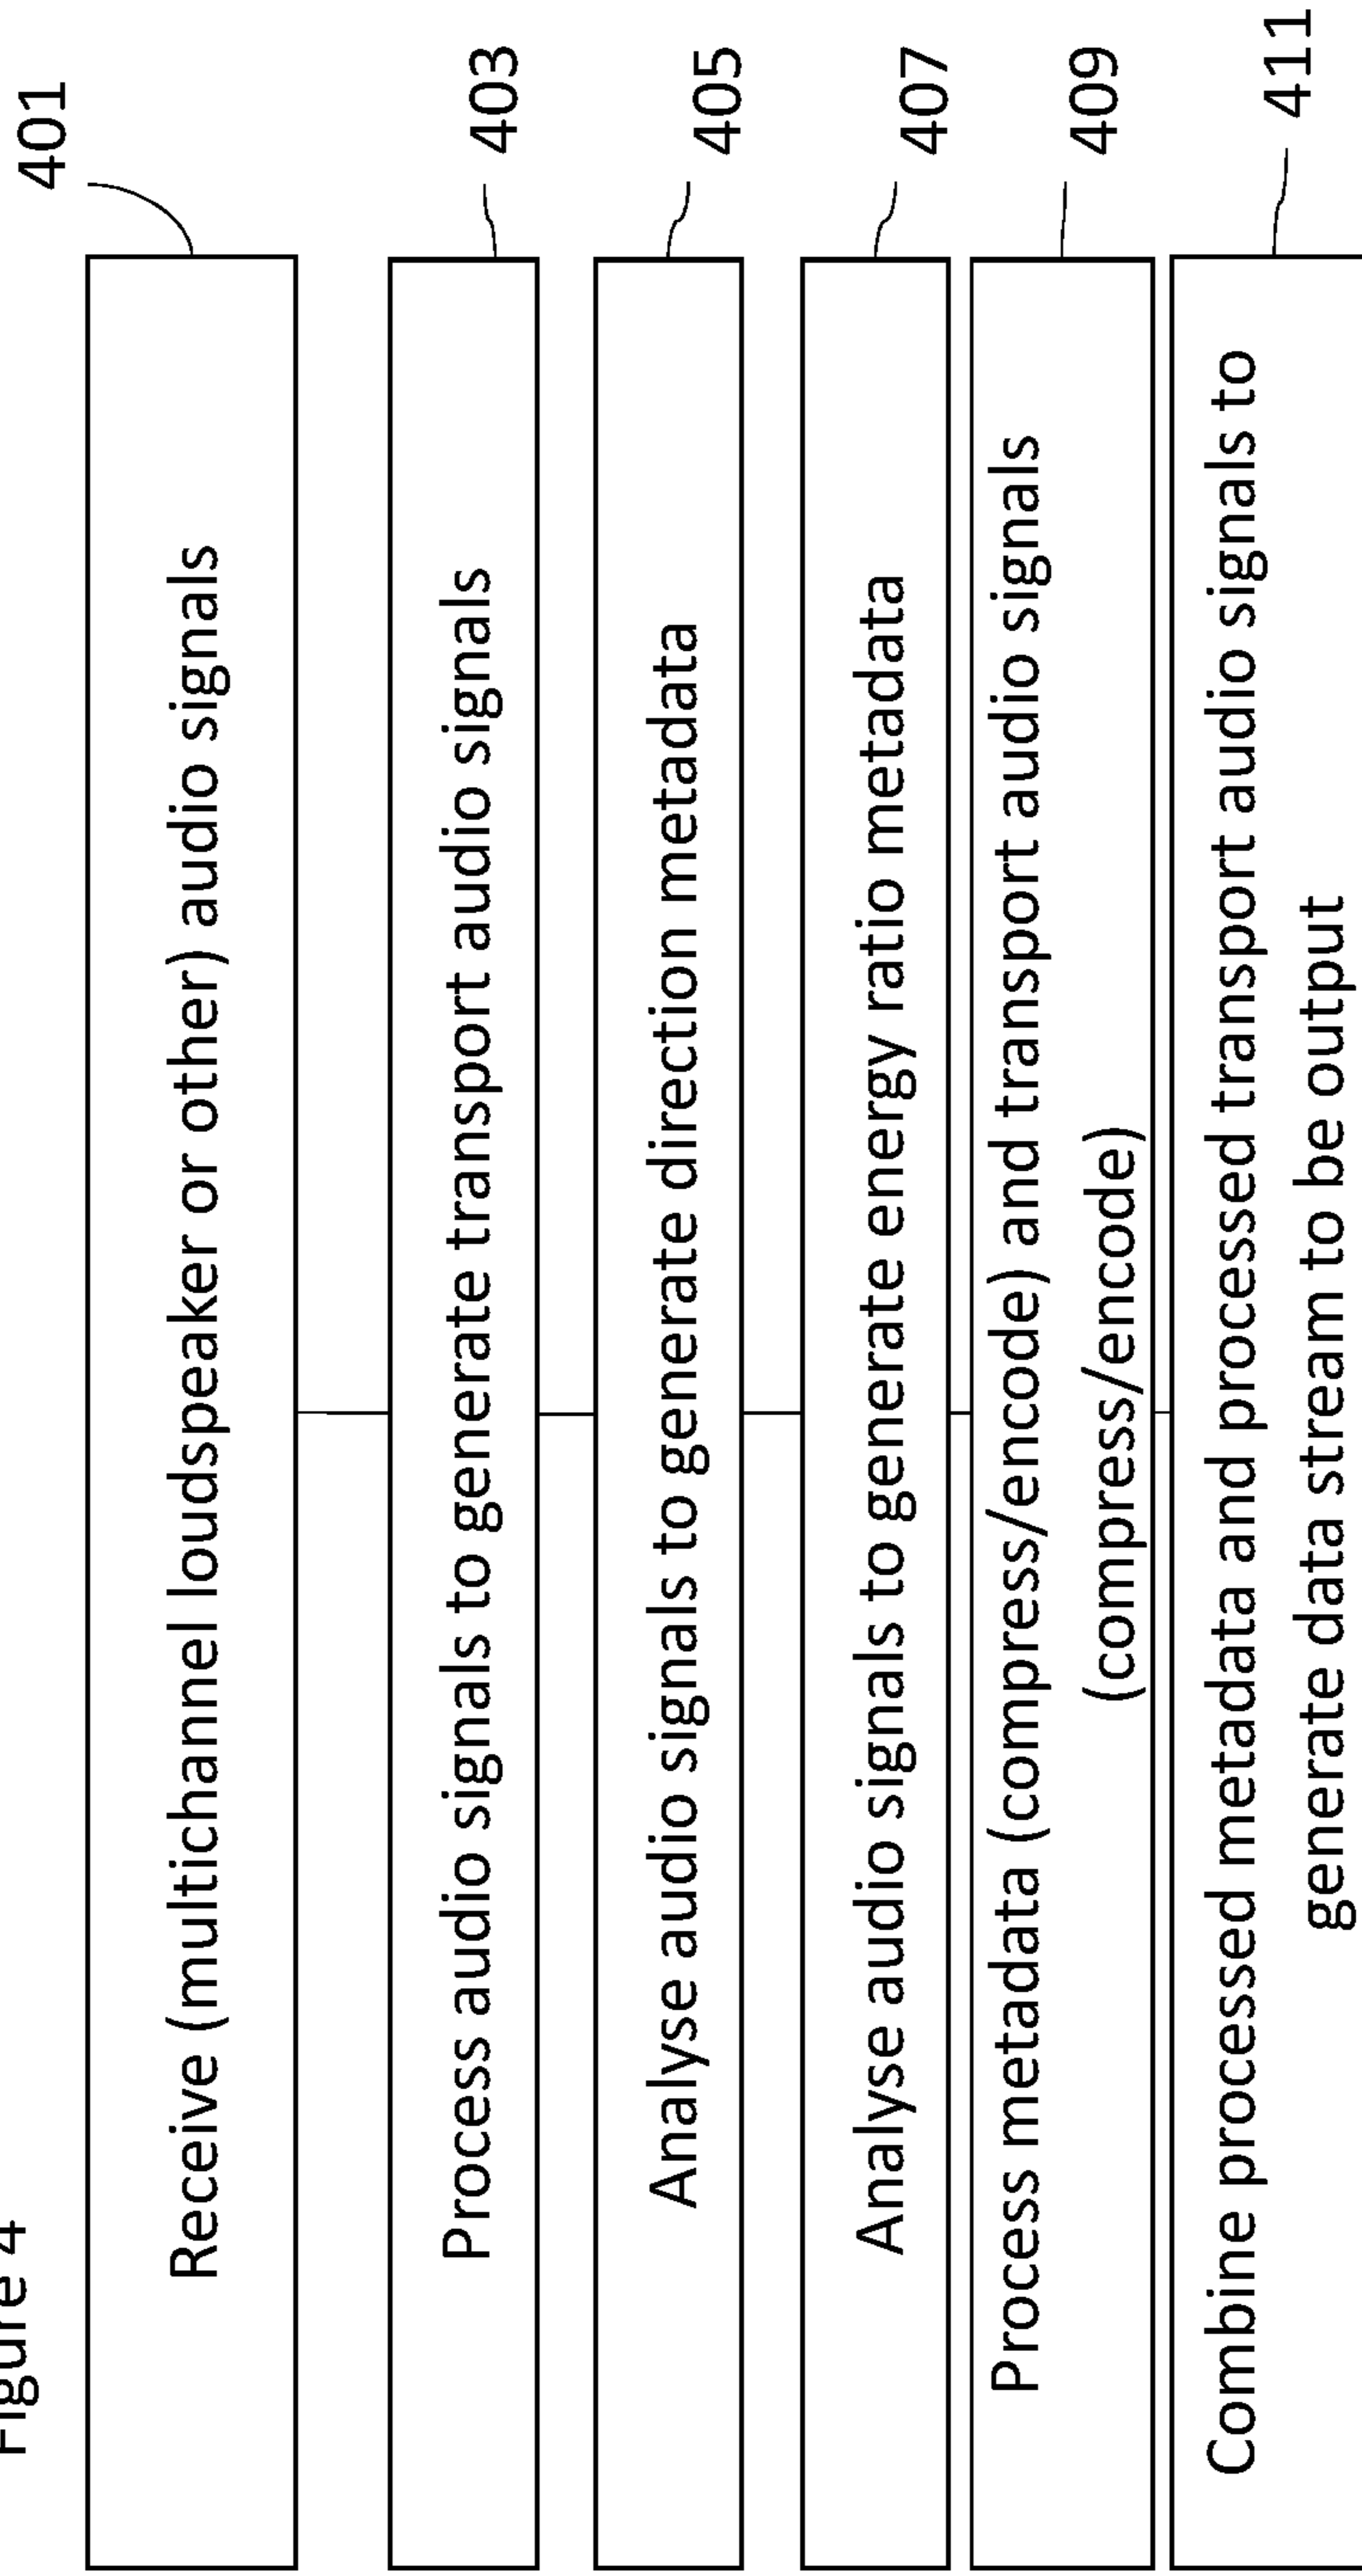 Figure 4
401
Receive (multichannel loudspeaker or other) audio signals
403
Process audio signals to generate transport audio signals
405
Analyse audio signals to generate direction metadata
407
Analyse audio signals to generate energy ratio metadata
409
Process metadata (compress/encode) and transport audio signals
(compress/encode)
411
Combine processed metadata and processed transport audio signals to
generate data stream to be output